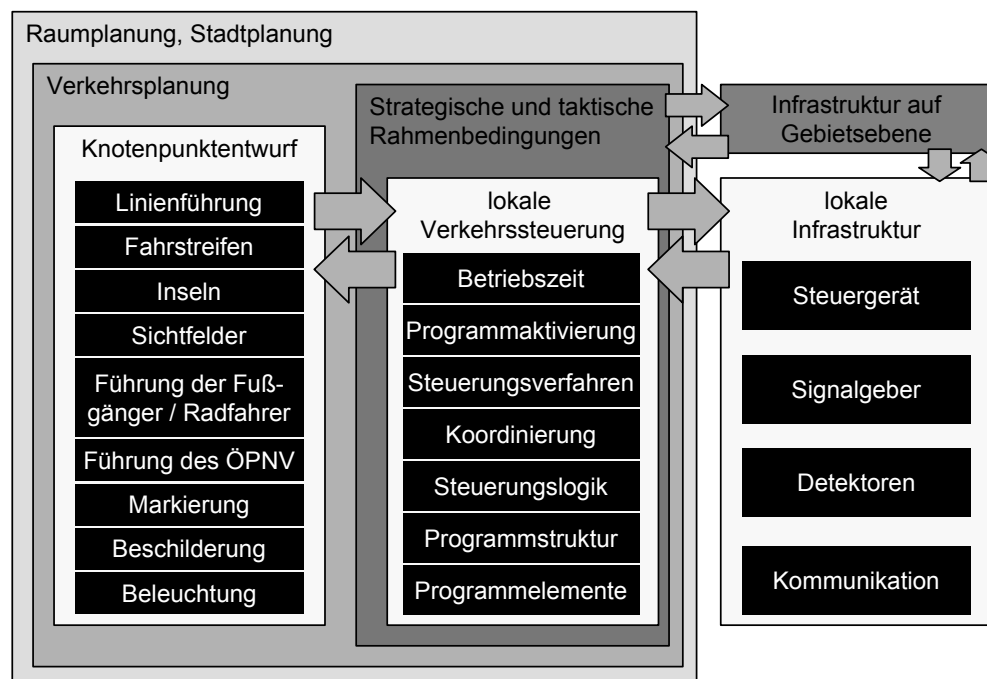 Raumplanung, Stadtplanung
Verkehrsplanung
Knotenpunktentwurf
Linienführung
Fahrstreifen
Inseln
Sichtfelder
Führung der Fuß-
gänger / Radfahrer
Führung des ÖPNV
Markierung
Beschilderung
Beleuchtung
Strategische und taktische
Rahmenbedingungen
lokale
Verkehrssteuerung
Betriebszeit
Programmaktivierung
Steuerungsverfahren
Koordinierung
Steuerungslogik
Programmstruktur
Programmelemente
Infrastruktur auf
Gebietsebene
lokale
Infrastruktur
Steuergerät
Signalgeber
Detektoren
Kommunikation